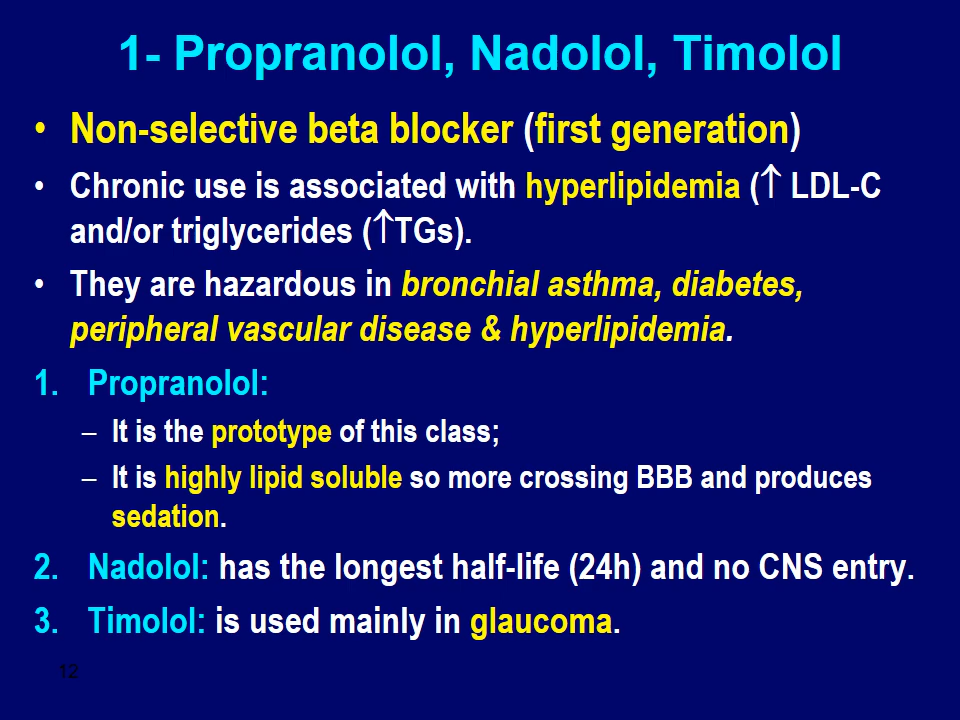 1- Propranolol, Nadolol, Timolol
• Non-selective beta blocker (first generation)
• Chronic use is associated with hyperlipidemia (↑ LDL-C
and/or triglycerides (↑TGs).
• They are hazardous in bronchial asthma, diabetes,
peripheral vascular disease & hyperlipidemia.
1. Propranolol:
– It is the prototype of this class;
– It is highly lipid soluble so more crossing BBB and produces
sedation.
2. Nadolol: has the longest half-life (24h) and no CNS entry.
3. Timolol: is used mainly in glaucoma.
12